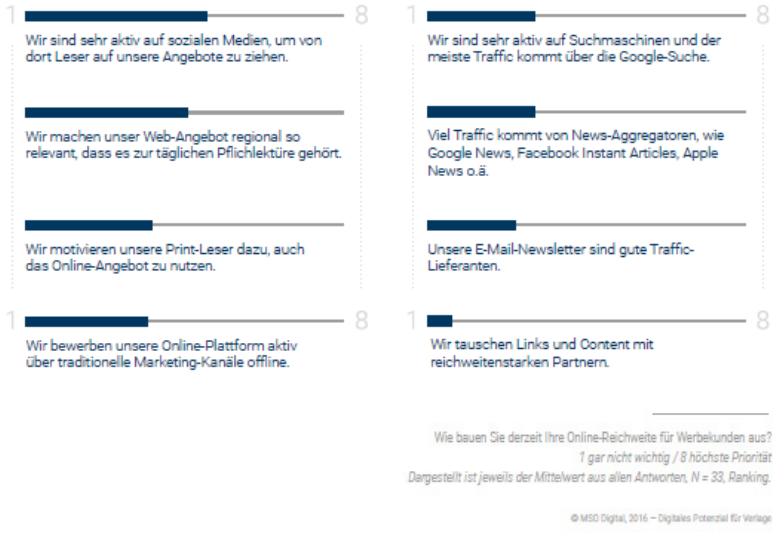 1 8
Wir sind sehr aktiv auf sozialen Medien, um von
dort Leser auf unsere Angebote zu ziehen.
Wir machen unser Web-Angebot regional so
relevant, dass es zur täglichen Pflichlektüre gehört.
Wir motivieren unsere Print-Leser dazu, auch
das Online-Angebot zu nutzen.
1 8
Wir bewerben unsere Online-Plattform aktiv
über traditionelle Marketing-Kanäle offline.
1 8
Wir sind sehr aktiv auf Suchmaschinen und der
meiste Traffic kommt über die Google-Suche.
Viel Traffic kommt von News-Aggregatoren, wie
Google News, Facebook Instant Articles, Apple
News o.ä.
Unsere E-Mail-Newsletter sind gute Traffic-
Lieferanten.
1 8
Wir tauschen Links und Content mit
reichweitenstarken Partnern.
Wie bauen Sie derzeit Ihre Online-Reichweite für Werbekunden aus?
1 gar nicht wichtig / 8 höchste Priorität
Dargestellt ist jeweils der Mittelwert aus allen Antworten, N = 33, Ranking.
© MSO Digital, 2016 – Digitales Potenzial für Verlage